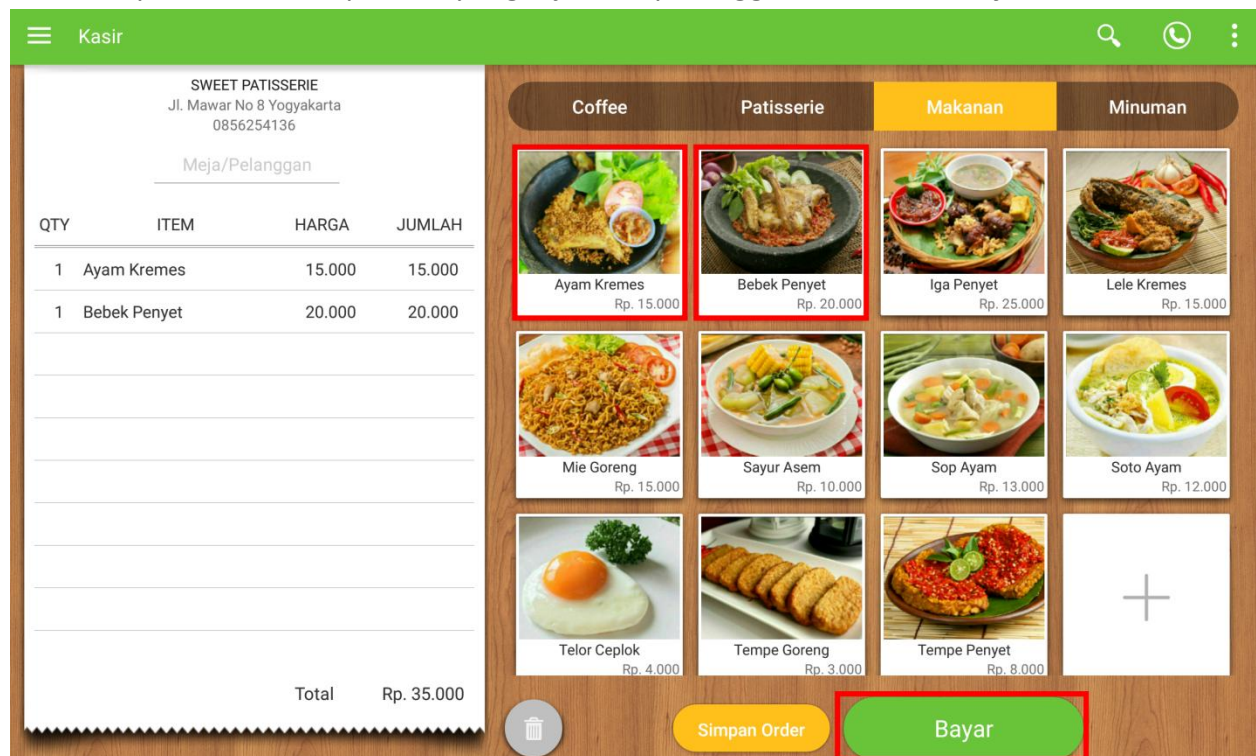 Kasir
SWEET PATISSERIE
Jl. Mawar No 8 Yogyakarta
0856254136
Meja/Pelanggan
QTY ITEM HARGA JUMLAH
1 Ayam Kremes 15.000 15.000
1 Bebek Penyet 20.000 20.000
Total Rp. 35.000
Coffee Patisserie Makanan Minuman
Ayam Kremes
Rp. 15.000
Bebek Penyet
Rp. 20.000
Iga Penyet
Rp. 25.000
Lele Kremes
Rp. 15.000
Mie Goreng
Rp. 15.000
Sayur Asem
Rp. 10.000
Sop Ayam
Rp. 13.000
Soto Ayam
Rp. 12.000
Telor Ceplok
Rp. 4.000
Tempe Goreng
Rp. 3.000
Tempe Penyet
Rp. 8.000
Simpan Order
Bayar